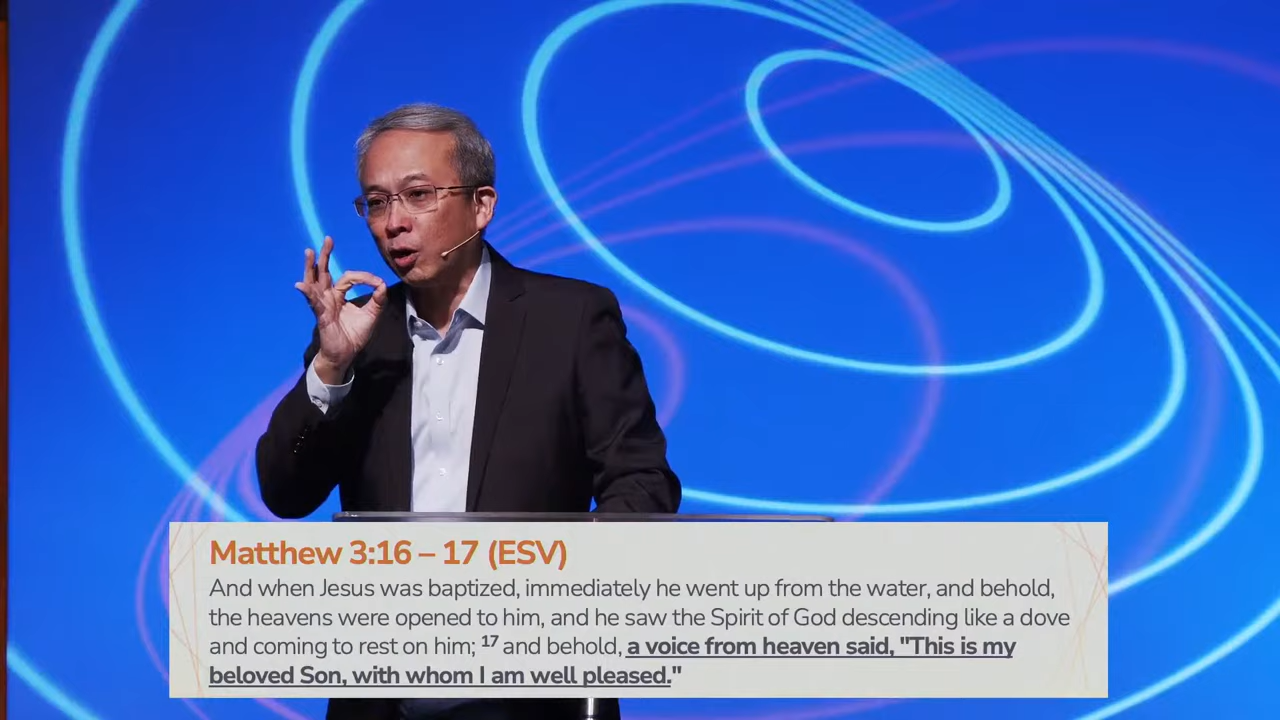 Matthew 3:16 – 17 (ESV)
And when Jesus was baptized, immediately he went up from the water, and behold,
the heavens were opened to him, and he saw the Spirit of God descending like a dove
and coming to rest on him; 17 and behold, a voice from heaven said, "This is my
beloved Son, with whom I am well pleased."